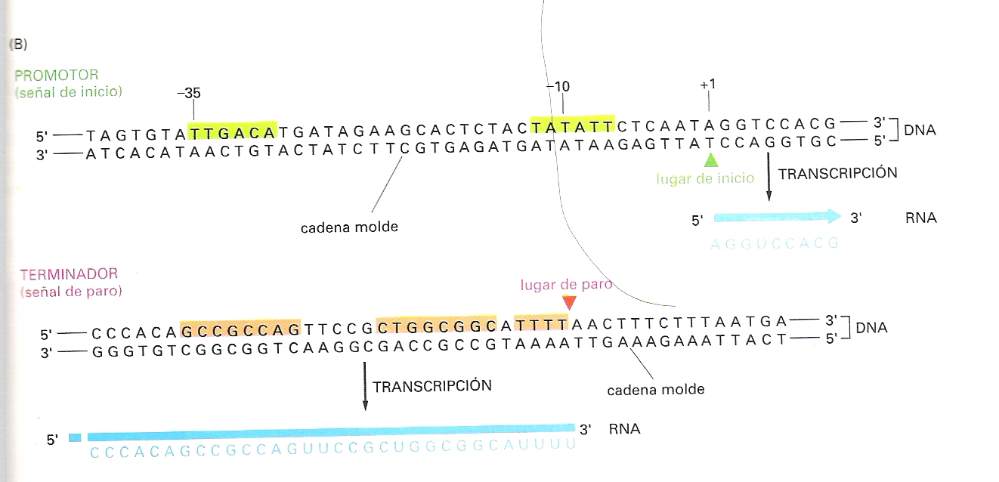 (B)
PROMOTOR
(señal de inicio)
−35
−10
+1
5' TAGTGTATTGACATGATAGAAGCACTCTACTATATTCTCAATAGGTCCACG 3'
3' ATCACATAACTGTACTATCTTCGTGAGATGATATAAGAGTTATCCAGGTGC 5'
DNA
lugar de inicio
TRANSCRIPCIÓN
cadena molde
5' 3' RNA
AGGUCCACG
TERMINADOR
(señal de paro)
lugar de paro
5' CCCACAGCCGCCAGTTCCGCTGGCGGCATTTTAACTTTCTTTAATGA 3'
3' GGGTGTCGGCGGTCAAGGCGACCGCCGTAAAATTGAAAGAAATTACT 5'
DNA
TRANSCRIPCIÓN
cadena molde
5' 3' RNA
CCCACAGCCGCCAGUUCCGCUGGCGGCAUUUU